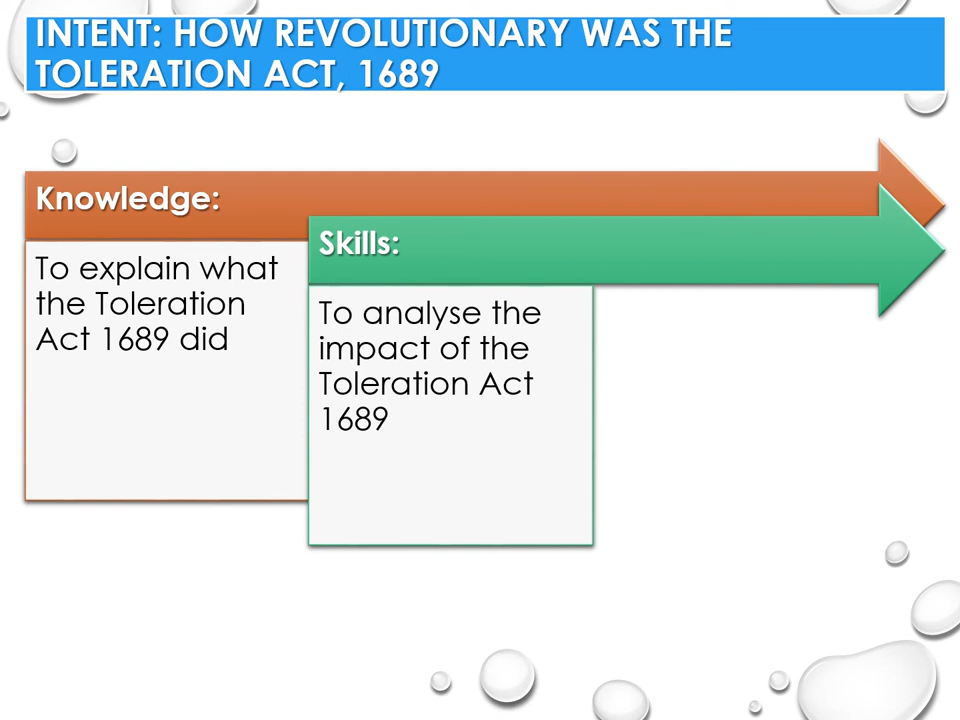 INTENT: HOW REVOLUTIONARY WAS THE
TOLERATION ACT, 1689
Knowledge:
To explain what
the Toleration
Act 1689 did
Skills:
To analyse the
impact of the
Toleration Act
1689